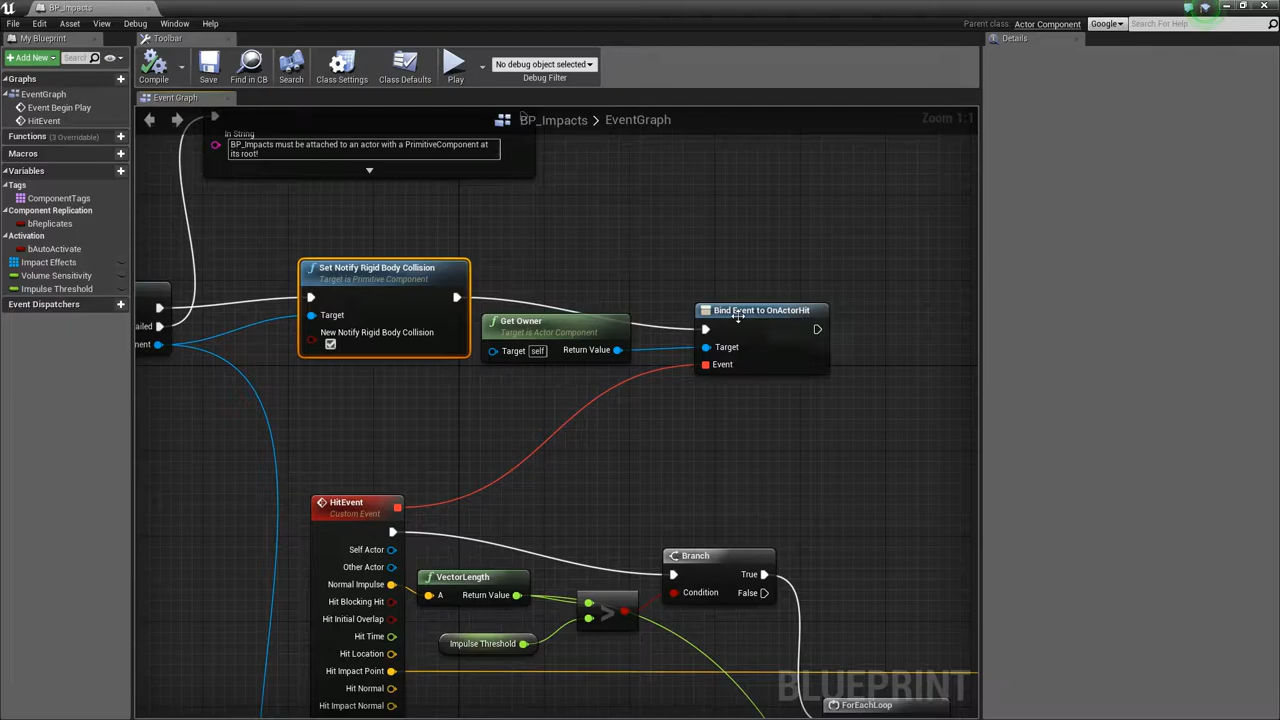 BP_Impacts
File Edit Asset View Debug Window Help
Parent class: Actor Component
Google
Search For Help
My Blueprint
Toolbar
Details
Add New
Search
Compile
Save
Find in CB
Search
Class Settings
Class Defaults
Play
No debug object selected
Debug Filter
Graphs
EventGraph
Event Begin Play
HitEvent
Functions (3 Overridable)
Macros
Variables
Tags
ComponentTags
Component Replication
bReplicates
Activation
bAutoActivate
Impact Effects
Volume Sensitivity
Impulse Threshold
Event Dispatchers
Event Graph
BP_Impacts > EventGraph
Zoom 1:1
In String
BP_Impacts must be attached to an actor with a PrimitiveComponent at
its root!
ailed
nent
Set Notify Rigid Body Collision
Target is Primitive Component
Target
New Notify Rigid Body Collision
Get Owner
Target is Actor Component
Target self
Return Value
Bind Event to OnActorHit
Target
Event
HitEvent
Custom Event
Self Actor
Other Actor
Normal Impulse
Hit Blocking Hit
Hit Initial Overlap
Hit Time
Hit Location
Hit Impact Point
Hit Normal
Hit Impact Normal
VectorLength
A Return Value
Impulse Threshold
>
Branch
True
Condition False
ForEachLoop
BLUEPRINT